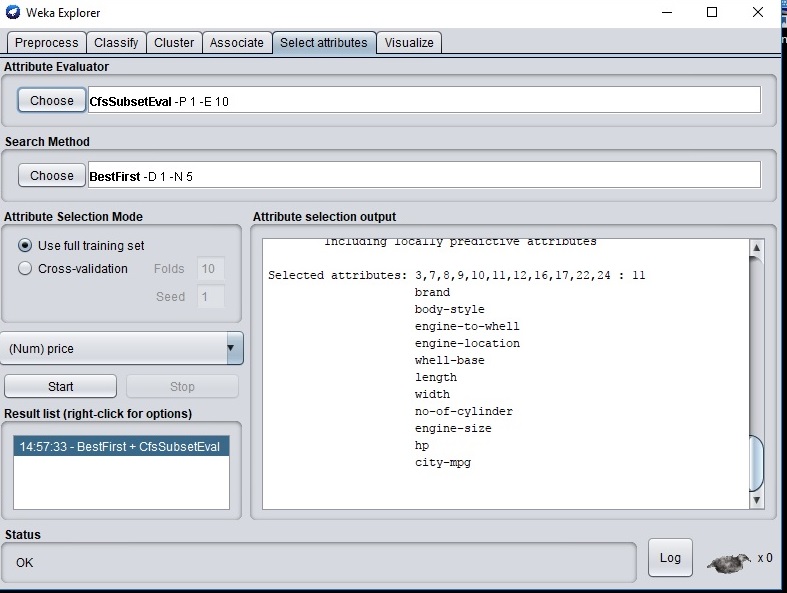 Weka Explorer
Preprocess Classify Cluster Associate Select attributes Visualize
Attribute Evaluator
Choose CfsSubsetEval -P 1 -E 10
Search Method
Choose BestFirst -D 1 -N 5
Attribute Selection Mode
Use full training set
Cross-validation Folds 10
Seed 1
(Num) price
Start Stop
Result list (right-click for options)
14:57:33 - BestFirst + CfsSubsetEval
Attribute selection output
Including locally predictive attributes
Selected attributes: 3,7,8,9,10,11,12,16,17,22,24 : 11
brand
body-style
engine-to-whell
engine-location
whell-base
length
width
no-of-cylinder
engine-size
hp
city-mpg
Status
OK
Log x 0